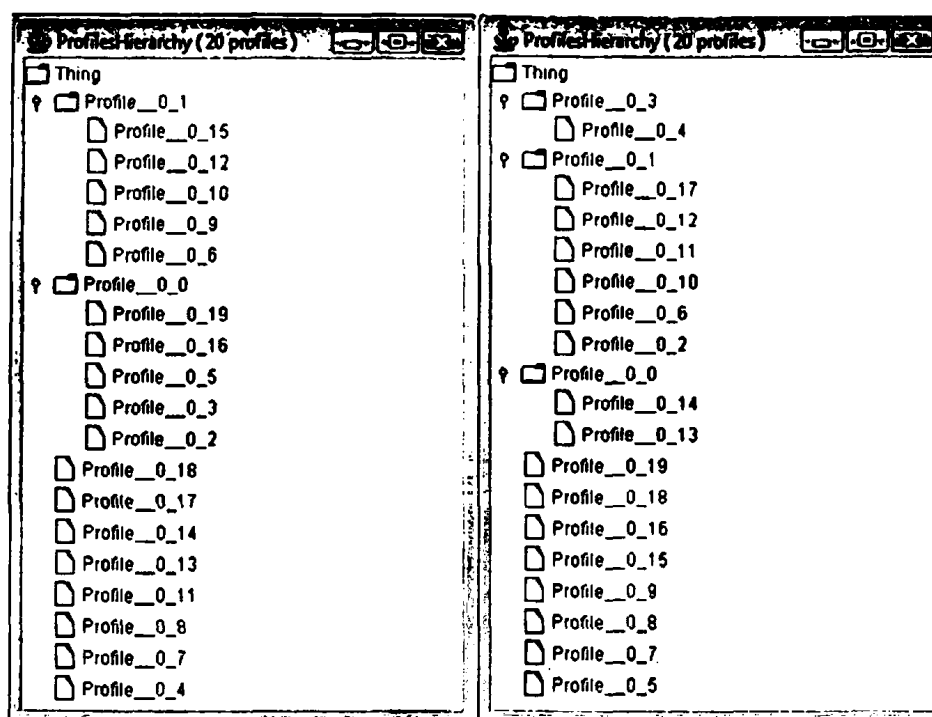 ProfilesHierarchy ( 20 profiles )
Thing
Profile__0_1
Profile__0_15
Profile__0_12
Profile__0_10
Profile__0_9
Profile__0_6
Profile__0_0
Profile__0_19
Profile__0_16
Profile__0_5
Profile__0_3
Profile__0_2
Profile__0_18
Profile__0_17
Profile__0_14
Profile__0_13
Profile__0_11
Profile__0_8
Profile__0_7
Profile__0_4
ProfilesHierarchy ( 20 profiles )
Thing
Profile__0_3
Profile__0_4
Profile__0_1
Profile__0_17
Profile__0_12
Profile__0_11
Profile__0_10
Profile__0_6
Profile__0_2
Profile__0_0
Profile__0_14
Profile__0_13
Profile__0_19
Profile__0_18
Profile__0_16
Profile__0_15
Profile__0_9
Profile__0_8
Profile__0_7
Profile__0_5